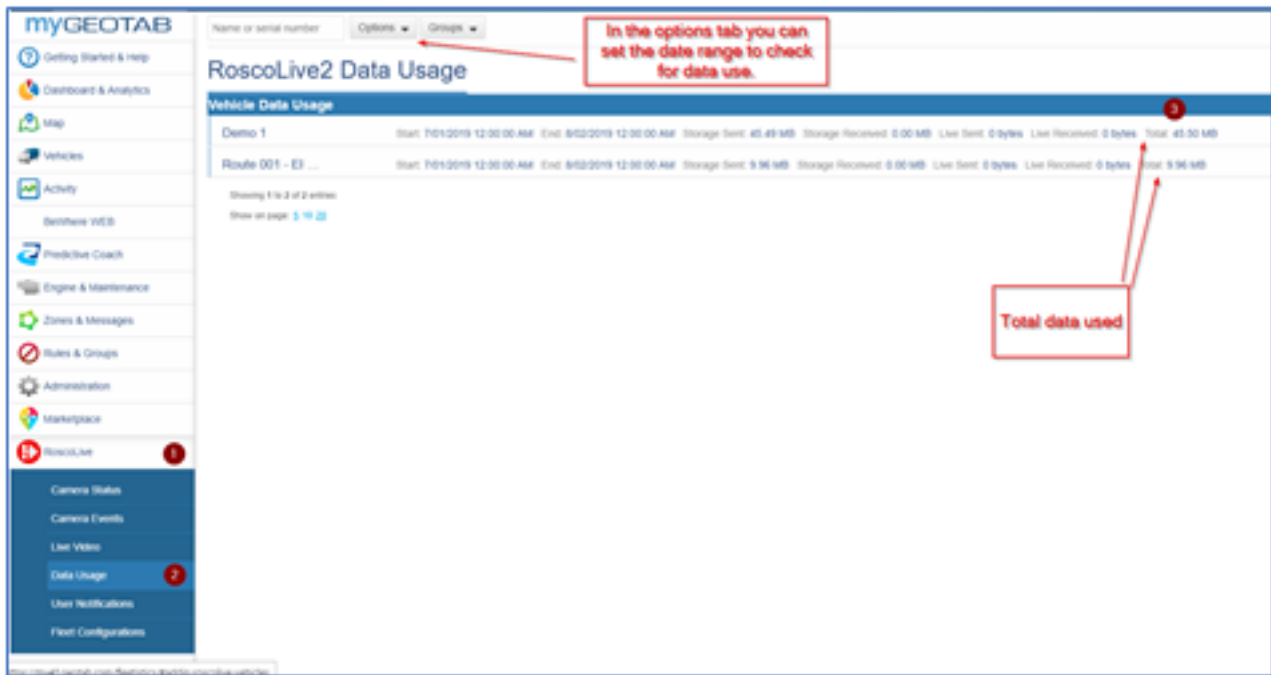 myGEOTAB
Name or serial number
Options
Groups
In the options tab you can
set the date range to check
for data use.
Getting Started & Help
RoscoLive2 Data Usage
Dashboard & Analytics
Vehicle Data Usage
3
Map
Demo 1 Start: 7/01/2019 12:00:00 AM End: 8/02/2019 12:00:00 AM Storage Sent: 45.49 MB Storage Received: 0.00 MB Live Sent: 0 bytes Live Received: 0 bytes Total: 45.50 MB
Vehicles
Route 001 - El ... Start: 7/01/2019 12:00:00 AM End: 8/02/2019 12:00:00 AM Storage Sent: 9.96 MB Storage Received: 0.00 MB Live Sent: 0 bytes Live Received: 0 bytes Total: 9.96 MB
Activity
Showing 1 to 2 of 2 entries
Show on page: 5 10 20
BeWhere WEB
Predictive Coach
Engine & Maintenance
Zones & Messages
Total data used
Rules & Groups
Administration
Marketplace
RoscoLive
1
Camera Status
Camera Events
Live Video
Data Usage
2
User Notifications
Fleet Configurations